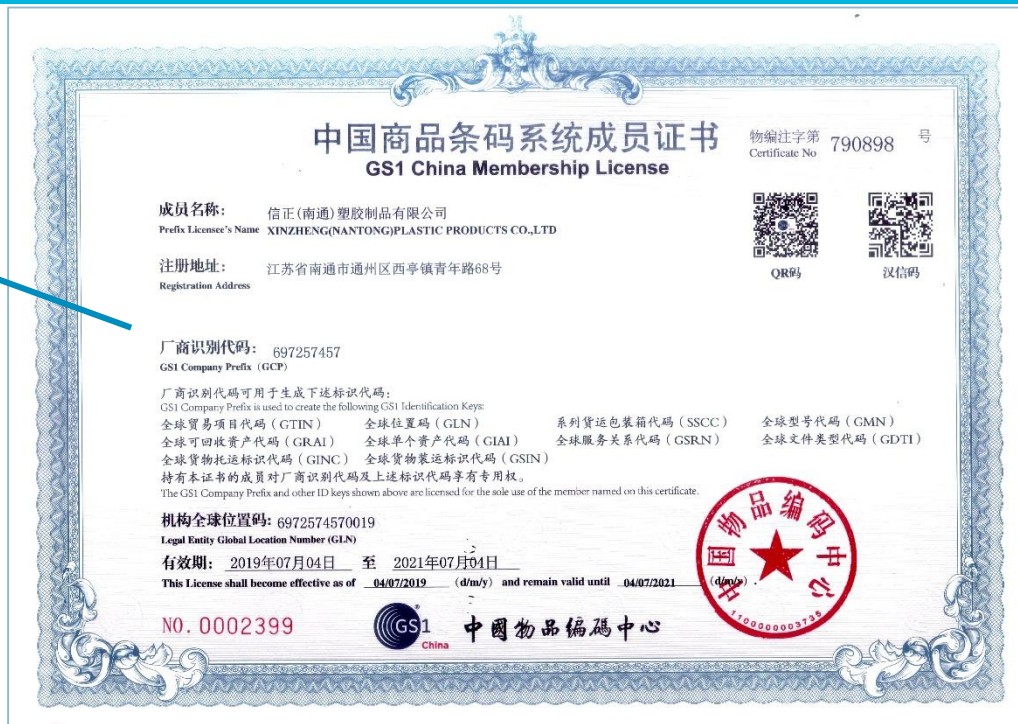 中国商品条码系统成员证书
GS1 China Membership License
物编注字第 790898 号
Certificate No
成员名称: 信正(南通)塑胶制品有限公司
Prefix Licensee's Name XINZHENG(NANTONG)PLASTIC PRODUCTS CO.,LTD
注册地址: 江苏省南通市通州区西亭镇青年路68号
Registration Address
QR码 汉信码
厂商识别代码: 697257457
GS1 Company Prefix (GCP)
厂商识别代码可用于生成下述标识代码:
GS1 Company Prefix is used to create the following GS1 Identification Keys:
全球贸易项目代码(GTIN) 全球位置码(GLN) 系列货运包装箱代码(SSCC) 全球型号代码(GMN)
全球可回收资产代码(GRAI) 全球单个资产代码(GIAI) 全球服务关系代码(GSRN) 全球文件类型代码(GDTI)
全球货物托运标识代码(GINC) 全球货物装运标识代码(GSIN)
持有本证书的成员对厂商识别代码及上述标识代码享有专用权。
The GS1 Company Prefix and other ID keys shown above are licensed for the sole use of the member named on this certificate.
机构全球位置码: 6972574570019
Legal Entity Global Location Number (GLN)
有效期: 2019年07月04日 至 2021年07月04日
This License shall become effective as of 04/07/2019 (d/m/y) and remain valid until 04/07/2021 (d/m/y) .
中国物品编码中心
1100000003735
NO. 0002399
GS1 China
中國物品编码中心